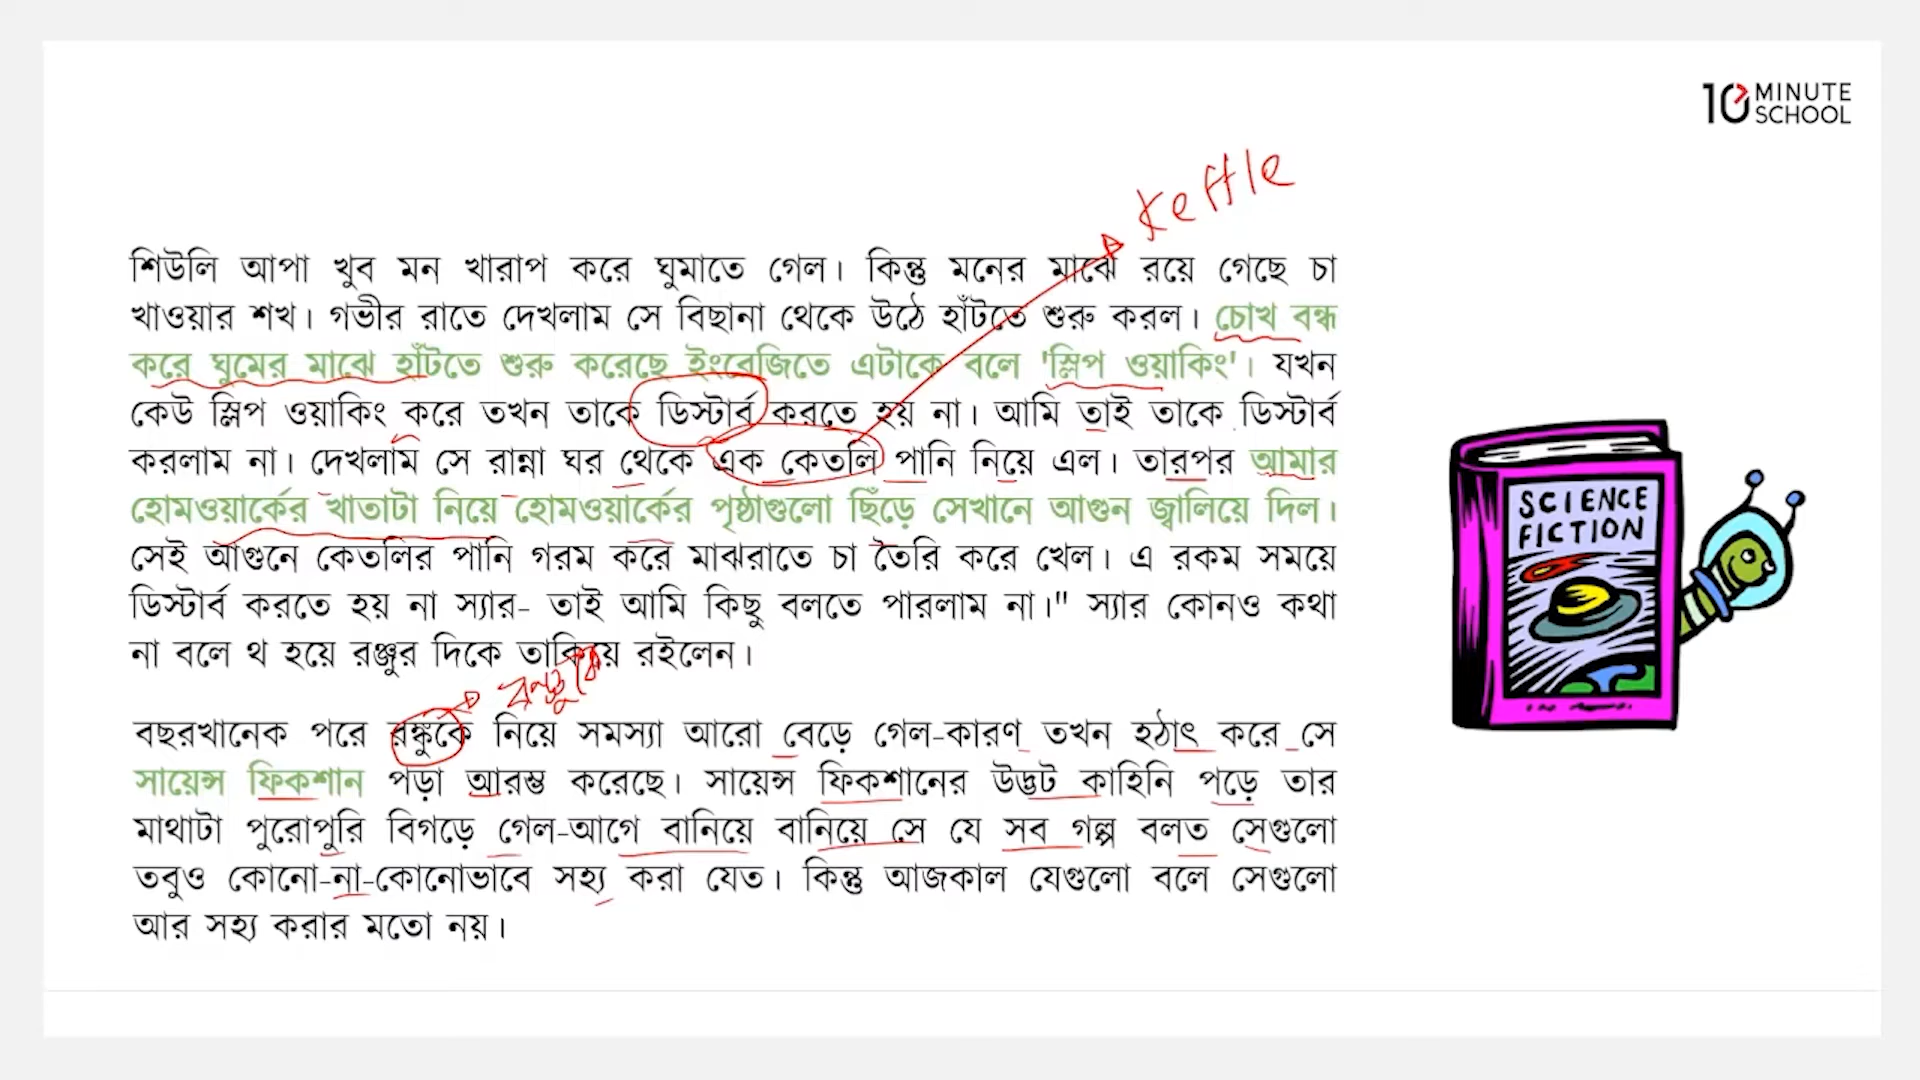 10 MINUTE SCHOOL
Kettle
শিউলি আপা খুব মন খারাপ করে ঘুমাতে গেল। কিন্তু মনের মাঝে রয়ে গেছে চা
খাওয়ার শখ। গভীর রাতে দেখলাম সে বিছানা থেকে উঠে হাঁটতে শুরু করল। চোখ বন্ধ
করে ঘুমের মাঝে হাঁটতে শুরু করেছে ইংরেজিতে এটাকে বলে 'স্লিপ ওয়াকিং'। যখন
কেউ স্লিপ ওয়াকিং করে তখন তাকে ডিস্টার্ব করতে হয় না। আমি তাই তাকে ডিস্টার্ব
করলাম না। দেখলাম সে রান্না ঘর থেকে এক কেতলি পানি নিয়ে এল। তারপর আমার
হোমওয়ার্কের খাতাটা নিয়ে হোমওয়ার্কের পৃষ্ঠাগুলো ছিঁড়ে সেখানে আগুন জ্বালিয়ে দিল।
সেই আগুনে কেতলির পানি গরম করে মাঝরাতে চা তৈরি করে খেল। এ রকম সময়ে
ডিস্টার্ব করতে হয় না স্যার- তাই আমি কিছু বলতে পারলাম না।" স্যার কোনও কথা
না বলে থ হয়ে রঞ্জুর দিকে তাকিয়ে রইলেন।
বছরখানেক পরে রঙ্কুকে নিয়ে সমস্যা আরো বেড়ে গেল-কারণ তখন হঠাৎ করে সে
সায়েন্স ফিকশান পড়া আরম্ভ করেছে। সায়েন্স ফিকশানের উদ্ভট কাহিনি পড়ে তার
মাথাটা পুরোপুরি বিগড়ে গেল-আগে বানিয়ে বানিয়ে সে যে সব গল্প বলত সেগুলো
তবুও কোনো-না-কোনোভাবে সহ্য করা যেত। কিন্তু আজকাল যেগুলো বলে সেগুলো
আর সহ্য করার মতো নয়।
SCIENCE
FICTION